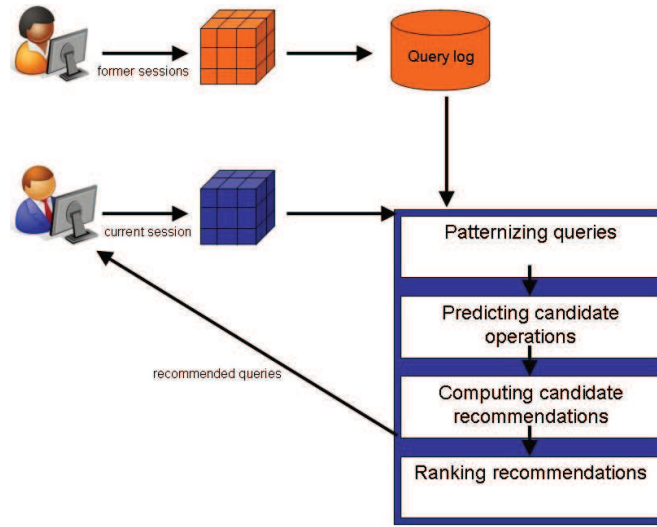 former sessions
Query log
current session
Patternizing queries
Predicting candidate
operations
recommended queries
Computing candidate
recommendations
Ranking recommendations